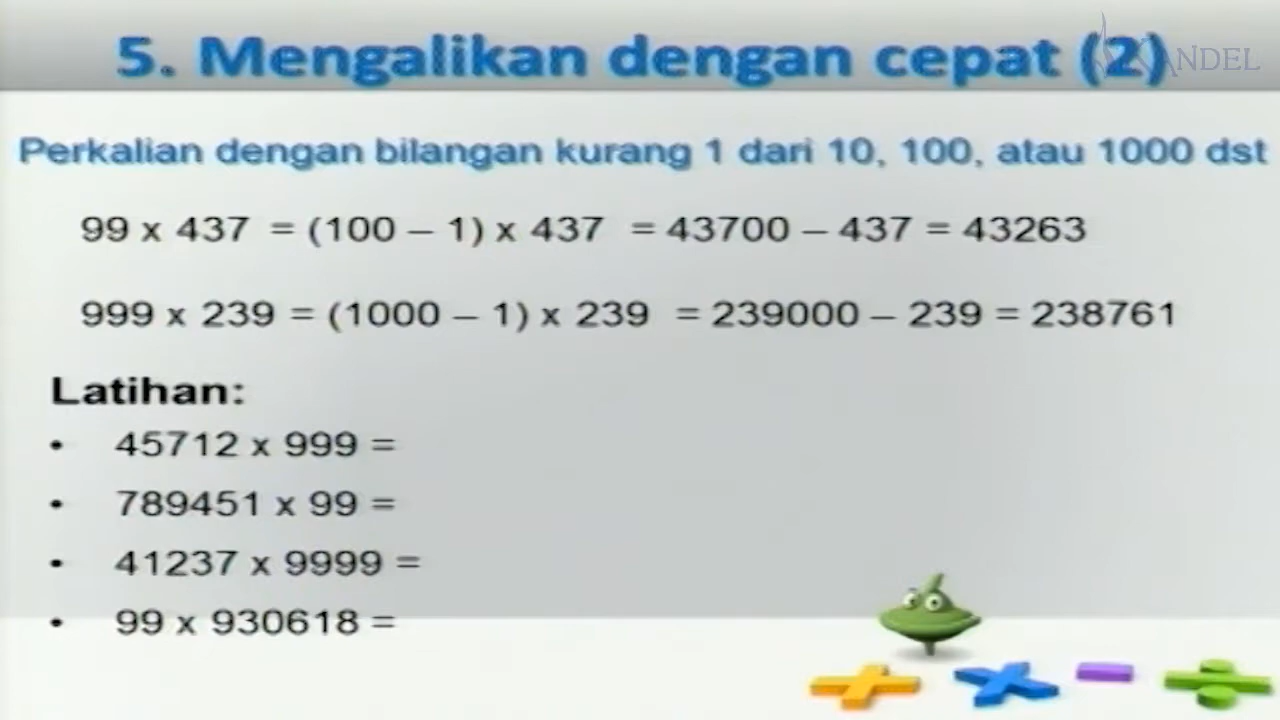 5. Mengalikan dengan cepat (2)
Perkalian dengan bilangan kurang 1 dari 10, 100, atau 1000 dst
99 x 437 = (100 – 1) x 437 = 43700 – 437 = 43263
999 x 239 = (1000 – 1) x 239 = 239000 – 239 = 238761
Latihan:
• 45712 x 999 =
• 789451 x 99 =
• 41237 x 9999 =
• 99 x 930618 =